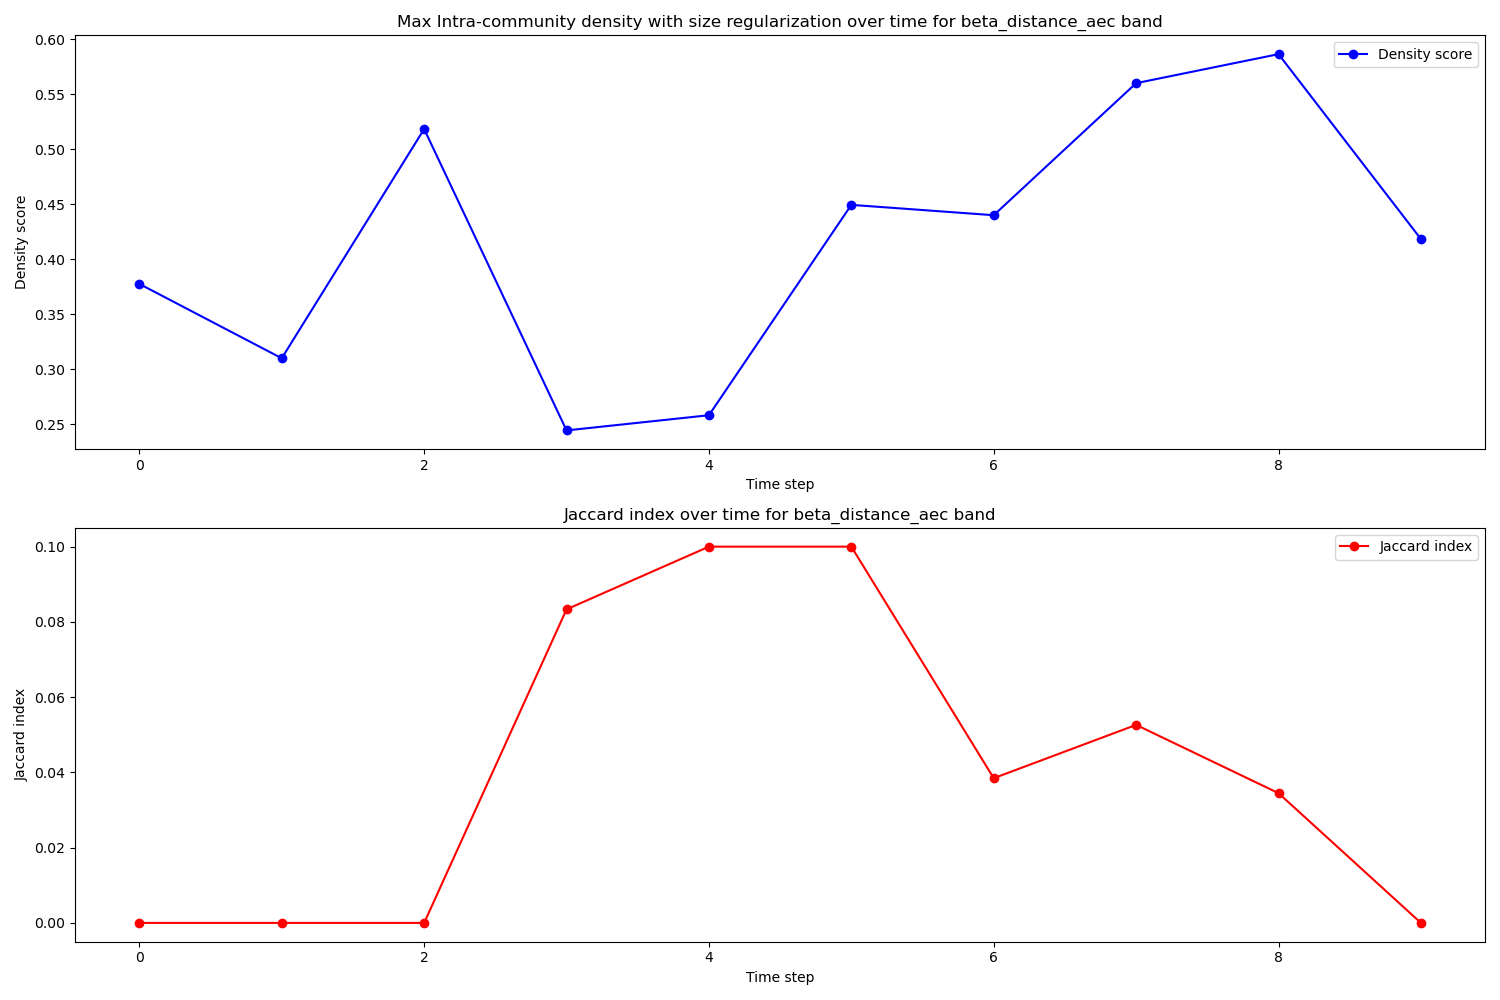 Max Intra-community density with size regularization over time for beta_distance_aec band
Density score
0.60
0.55
0.50
0.45
0.40
0.35
0.30
0.25
Density score
0 2 4 6 8
Time step
Jaccard index over time for beta_distance_aec band
Jaccard index
0.10
0.08
0.06
0.04
0.02
0.00
Jaccard index
0 2 4 6 8
Time step